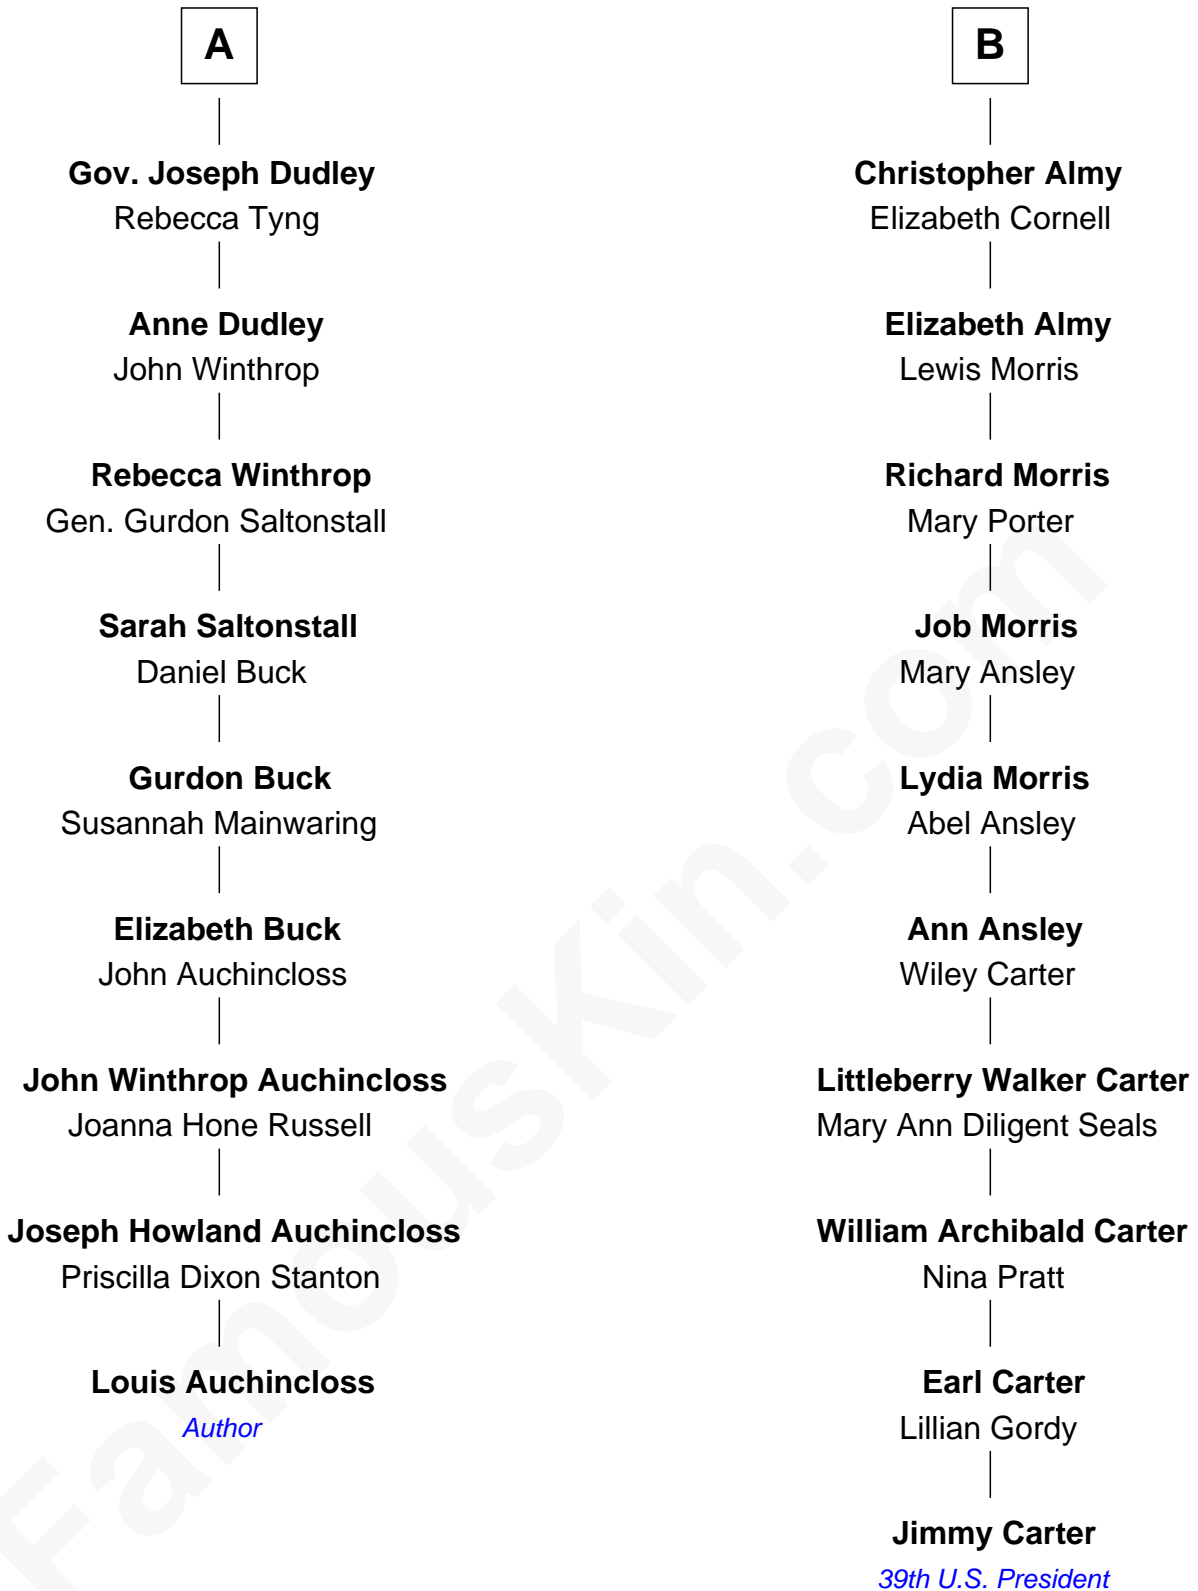 A
Gov. Joseph Dudley
Rebecca Tyng
Anne Dudley
John Winthrop
Rebecca Winthrop
Gen. Gurdon Saltonstall
Sarah Saltonstall
Daniel Buck
Gurdon Buck
Susannah Mainwaring
Elizabeth Buck
John Auchincloss
John Winthrop Auchincloss
Joanna Hone Russell
Joseph Howland Auchincloss
Priscilla Dixon Stanton
Louis Auchincloss
Author
B
Christopher Almy
Elizabeth Cornell
Elizabeth Almy
Lewis Morris
Richard Morris
Mary Porter
Job Morris
Mary Ansley
Lydia Morris
Abel Ansley
Ann Ansley
Wiley Carter
Littleberry Walker Carter
Mary Ann Diligent Seals
William Archibald Carter
Nina Pratt
Earl Carter
Lillian Gordy
Jimmy Carter
39th U.S. President
FamousKin.com